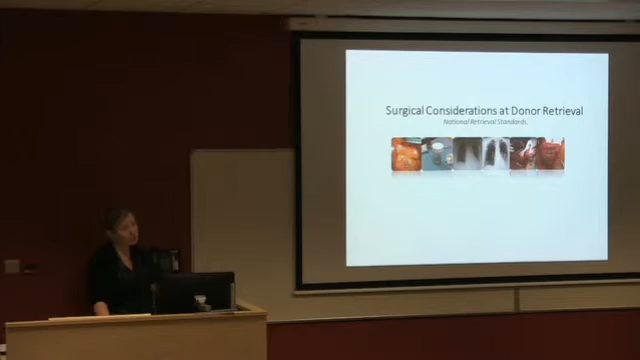 Surgical Considerations at Donor Retrieval
National Retrieval Standards.